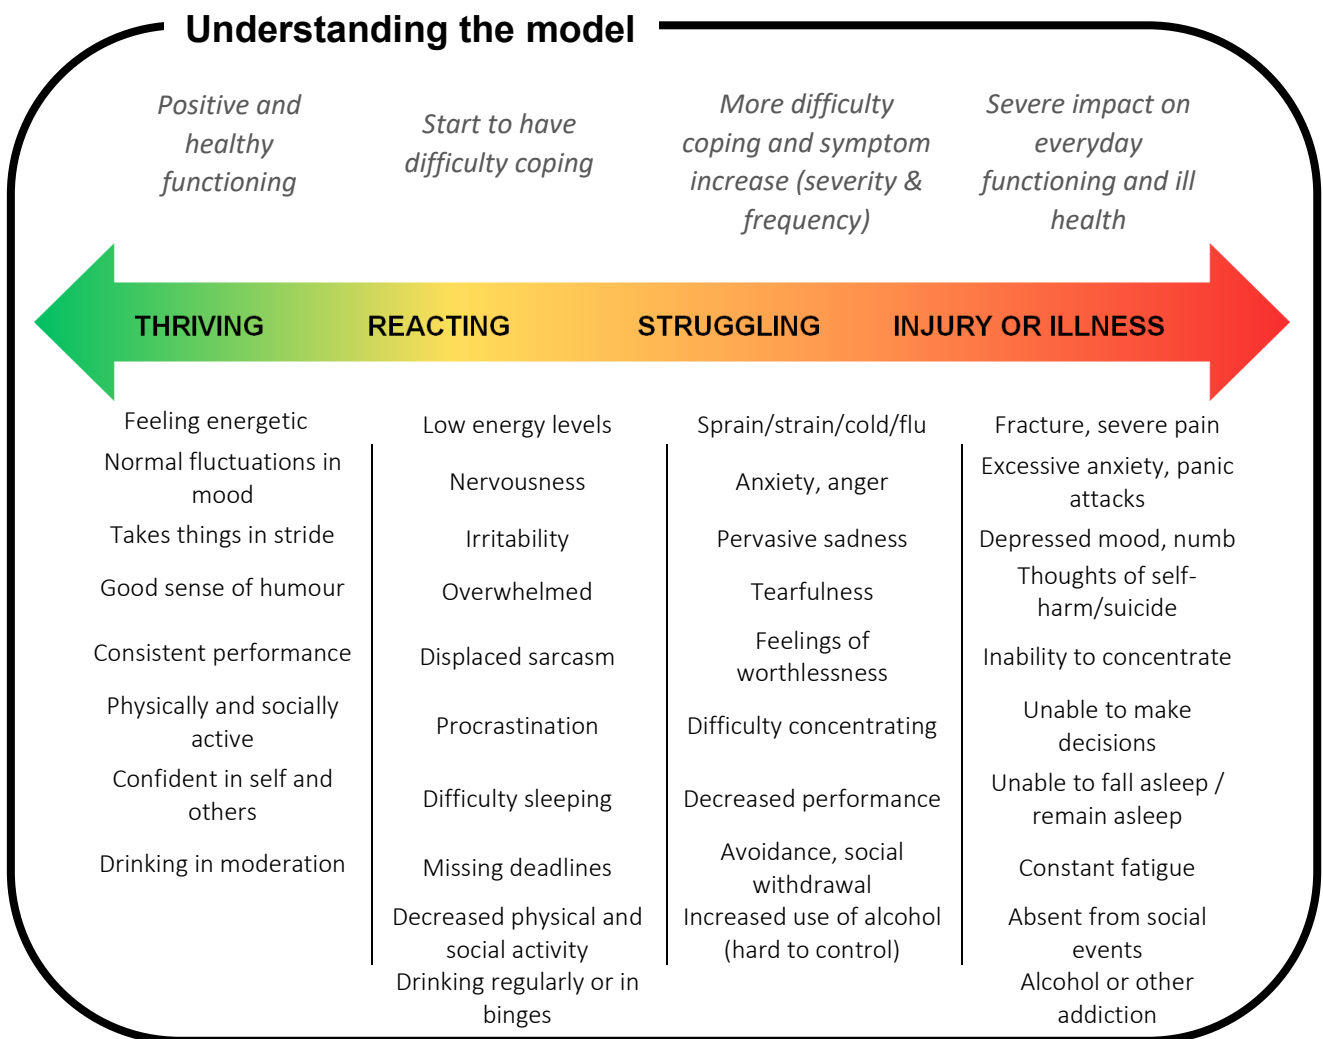 Understanding the model
Positive and
healthy
functioning
Start to have
difficulty coping
More difficulty
coping and symptom
increase (severity &
frequency)
Severe impact on
everyday
functioning and ill
health
THRIVING
REACTING
STRUGGLING
INJURY OR ILLNESS
Feeling energetic
Normal fluctuations in
mood
Takes things in stride
Good sense of humour
Consistent performance
Physically and socially
active
Confident in self and
others
Drinking in moderation
Low energy levels
Nervousness
Irritability
Overwhelmed
Displaced sarcasm
Procrastination
Difficulty sleeping
Missing deadlines
Decreased physical and
social activity
Drinking regularly or in
binges
Sprain/strain/cold/flu
Anxiety, anger
Pervasive sadness
Tearfulness
Feelings of
worthlessness
Difficulty concentrating
Decreased performance
Avoidance, social
withdrawal
Increased use of alcohol
(hard to control)
Fracture, severe pain
Excessive anxiety, panic
attacks
Depressed mood, numb
Thoughts of self-
harm/suicide
Inability to concentrate
Unable to make
decisions
Unable to fall asleep /
remain asleep
Constant fatigue
Absent from social
events
Alcohol or other
addiction